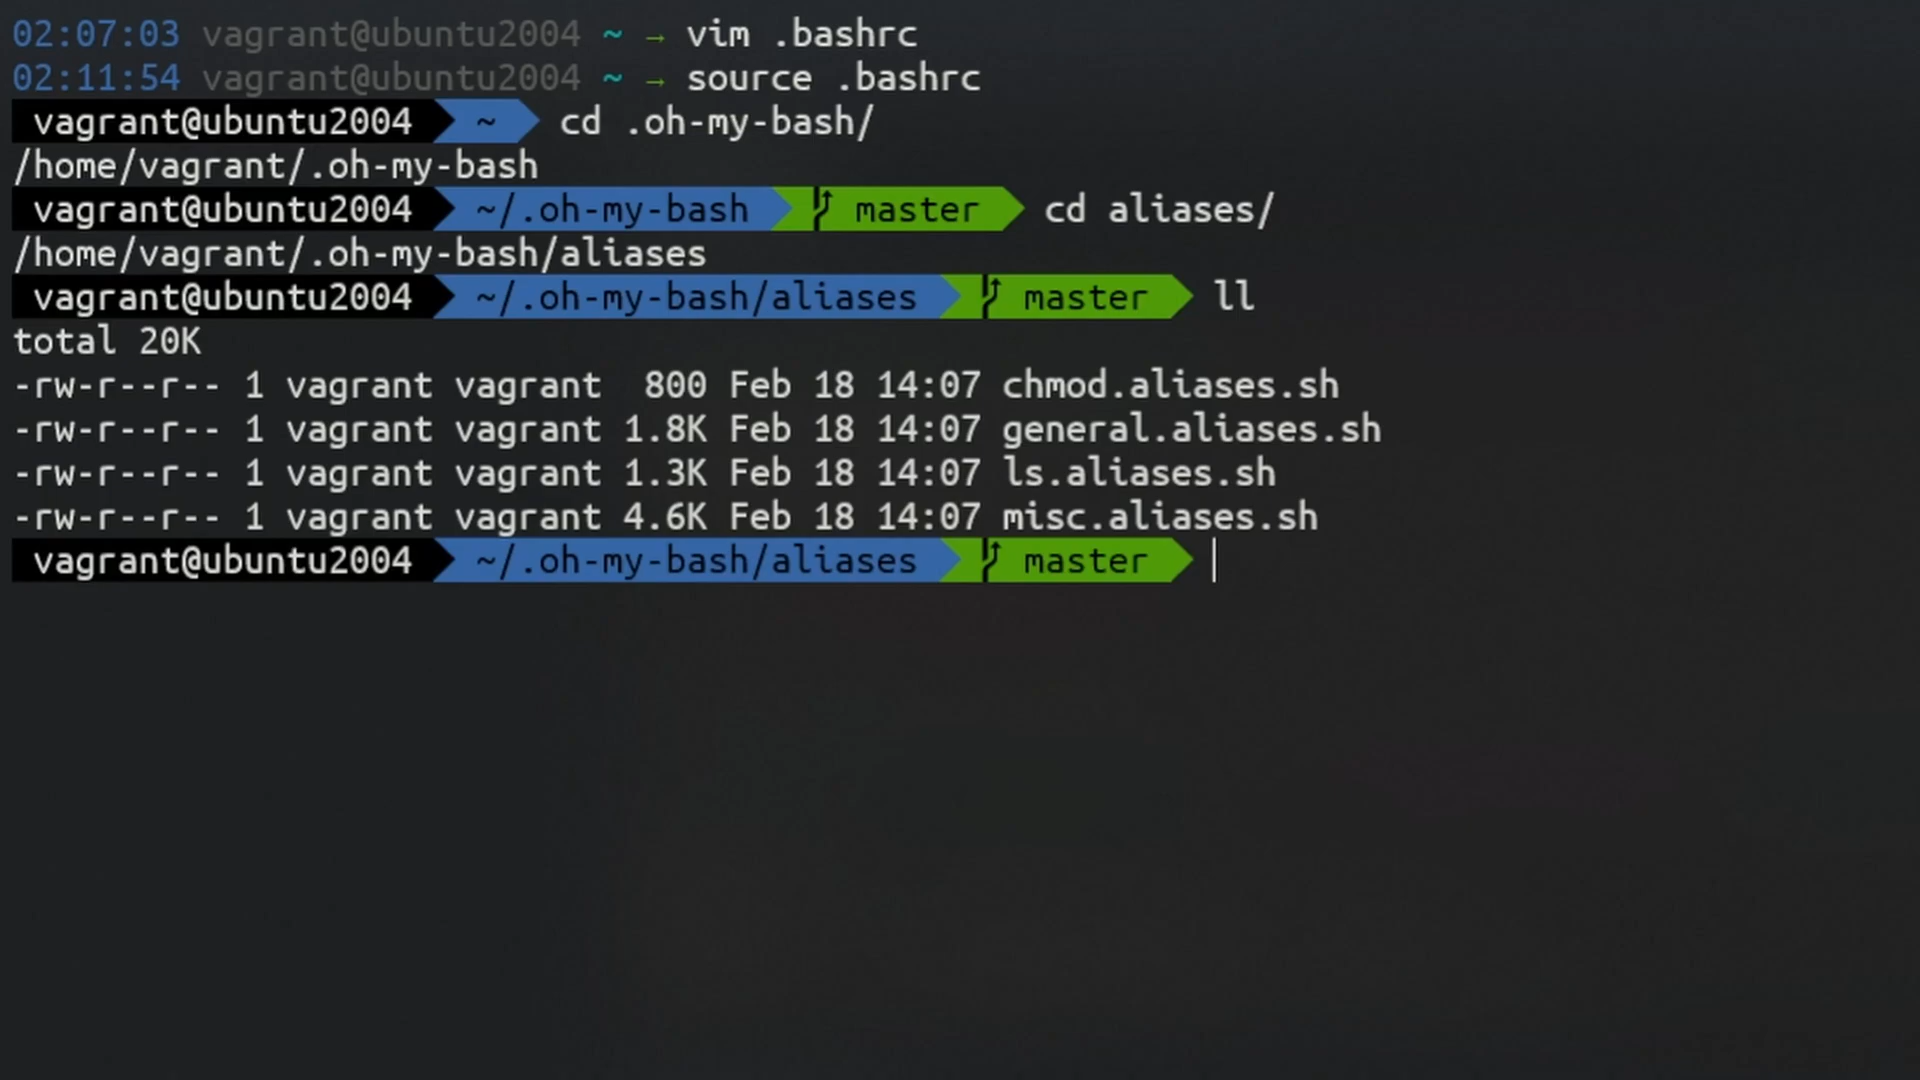 02:07:03 vagrant@ubuntu2004 ~ → vim .bashrc
02:11:54 vagrant@ubuntu2004 ~ → source .bashrc
vagrant@ubuntu2004 ~ cd .oh-my-bash/
/home/vagrant/.oh-my-bash
vagrant@ubuntu2004 ~/.oh-my-bash master cd aliases/
/home/vagrant/.oh-my-bash/aliases
vagrant@ubuntu2004 ~/.oh-my-bash/aliases master ll
total 20K
-rw-r--r-- 1 vagrant vagrant  800 Feb 18 14:07 chmod.aliases.sh
-rw-r--r-- 1 vagrant vagrant 1.8K Feb 18 14:07 general.aliases.sh
-rw-r--r-- 1 vagrant vagrant 1.3K Feb 18 14:07 ls.aliases.sh
-rw-r--r-- 1 vagrant vagrant 4.6K Feb 18 14:07 misc.aliases.sh
vagrant@ubuntu2004 ~/.oh-my-bash/aliases master